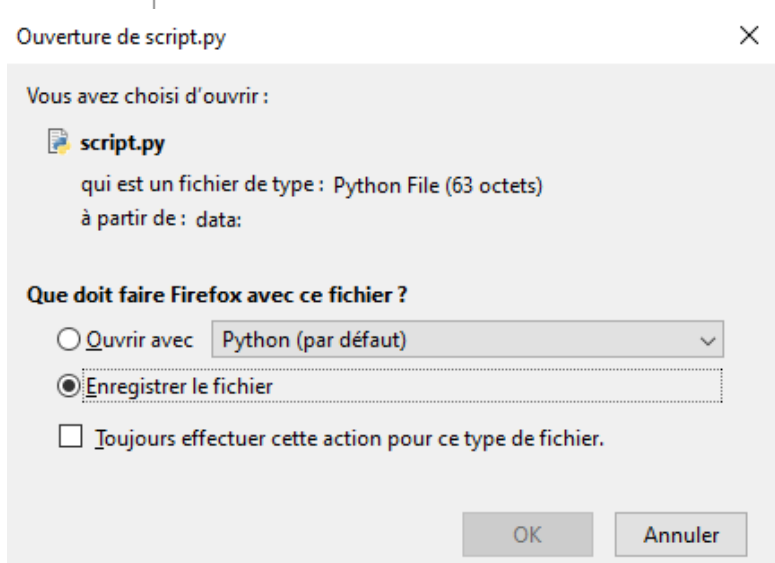 Ouverture de script.py
Vous avez choisi d'ouvrir :
script.py
qui est un fichier de type : Python File (63 octets)
à partir de : data:
Que doit faire Firefox avec ce fichier ?
Ouvrir avec Python (par défaut)
Enregistrer le fichier
Toujours effectuer cette action pour ce type de fichier.
OK Annuler